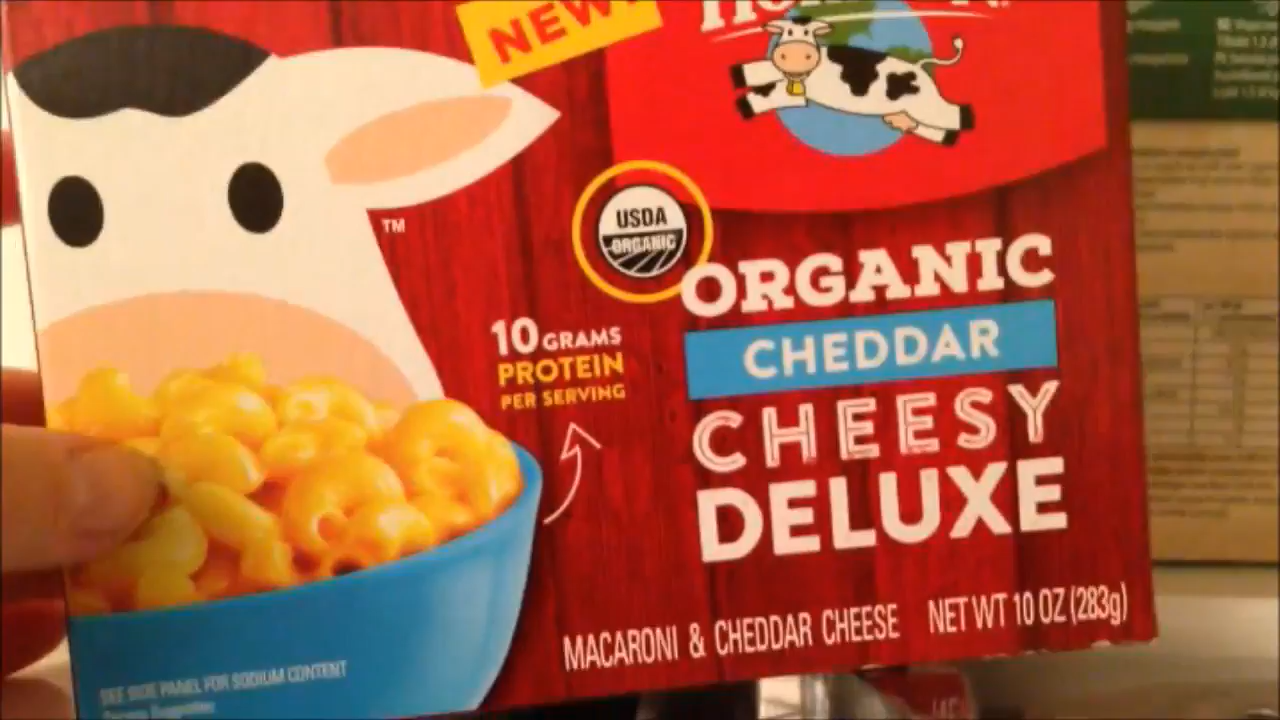 NEW!
TM
USDA
ORGANIC
ORGANIC
CHEDDAR
CHEESY
DELUXE
10 GRAMS
PROTEIN
PER SERVING
MACARONI & CHEDDAR CHEESE NET WT 10 OZ (283g)
SEE SIDE PANEL FOR SODIUM CONTENT